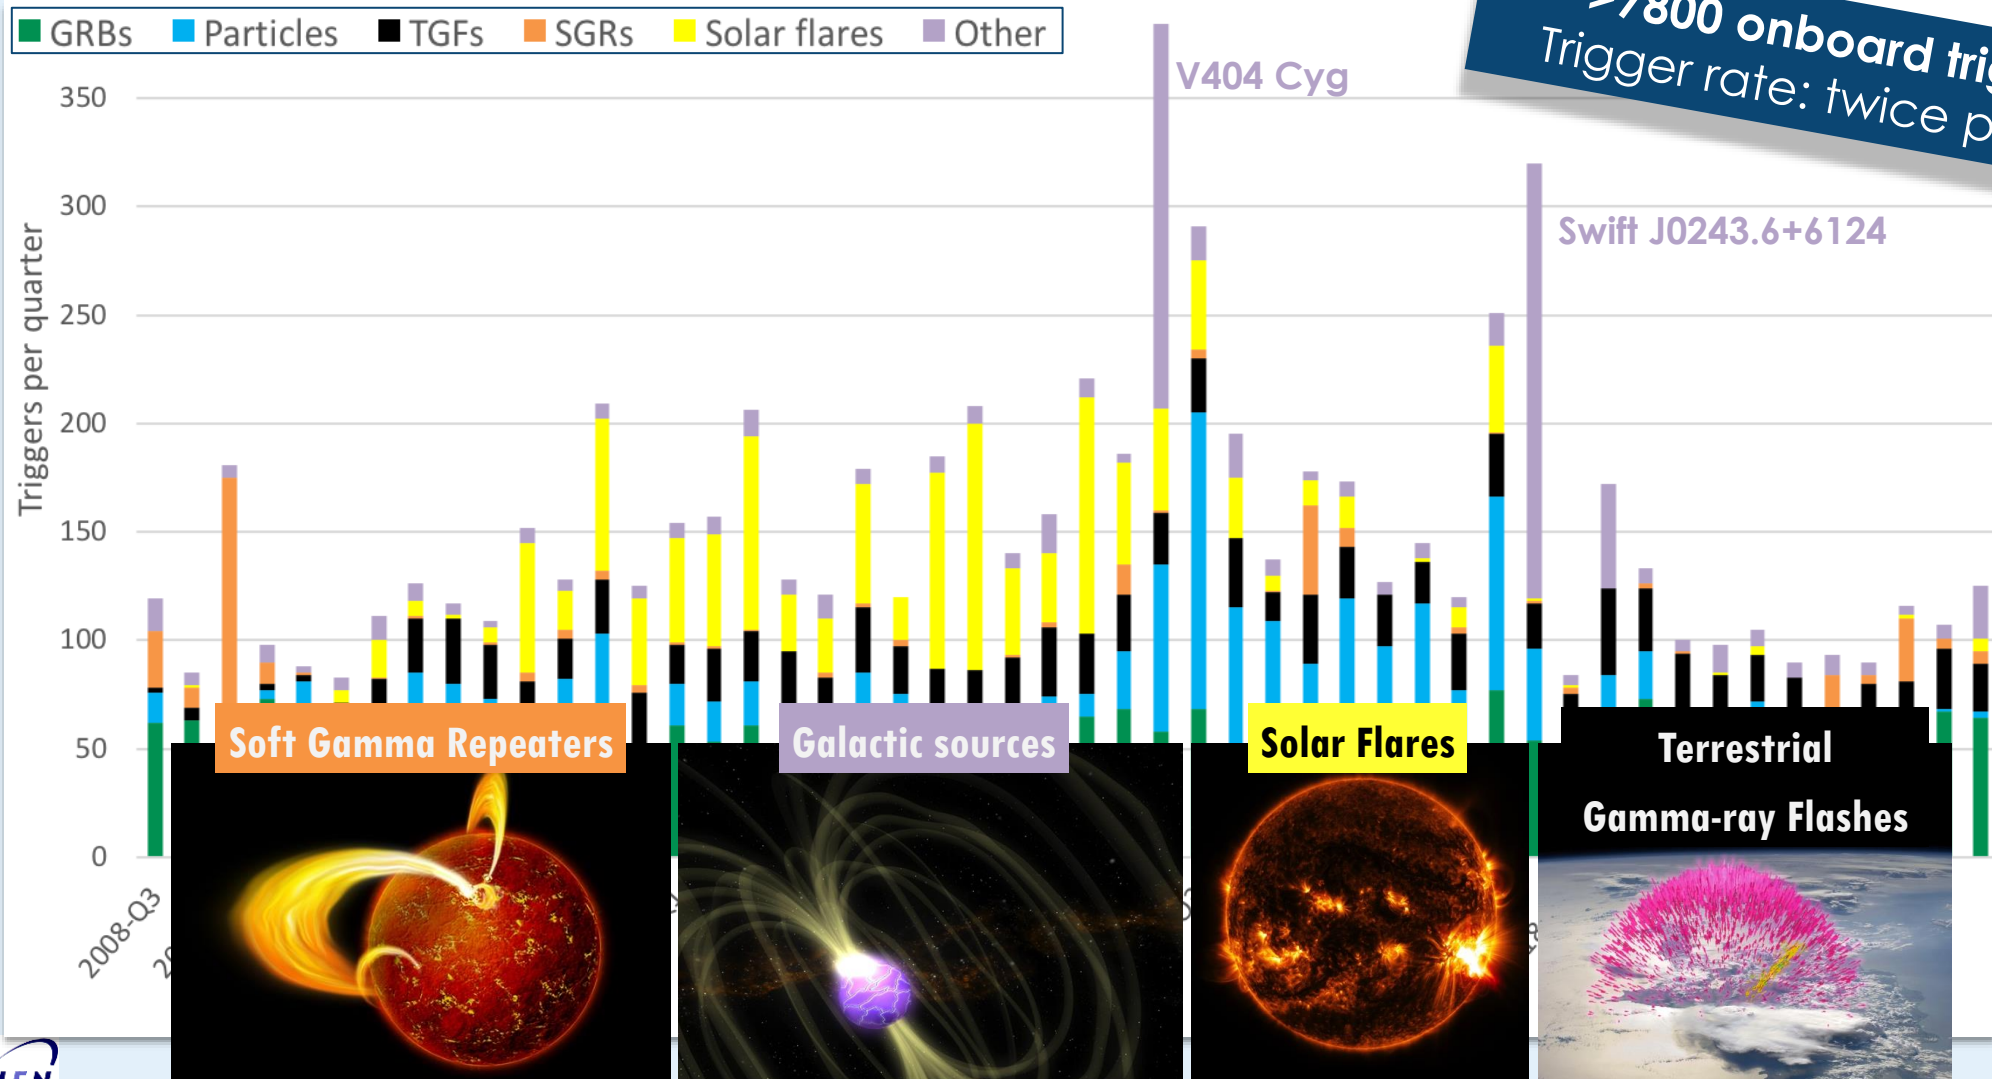 GRBs Particles TGFs SGRs Solar flares Other
7800 onboard
Trigger rate: twice
V404 Cyg
Swift J0243.6+6124
Triggers per quarter
350
300
250
200
150
100
50
0
2008-Q3
Soft Gamma Repeaters
Galactic sources
Solar Flares
Terrestrial
Gamma-ray Flashes